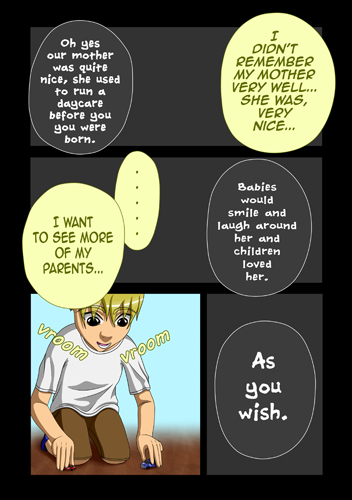 I
DIDN'T
REMEMBER
MY MOTHER
VERY WELL...
SHE WAS,
VERY
NICE...
Oh yes
our mother
was quite
nice, she used
to run a
daycare
before you
you were
born.
Babies
would
smile and
laugh around
her and
children
loved
her.
.
.
.
.
.
.
I WANT
TO SEE MORE
OF MY
PARENTS...
vroom
vroom
As
you
wish.